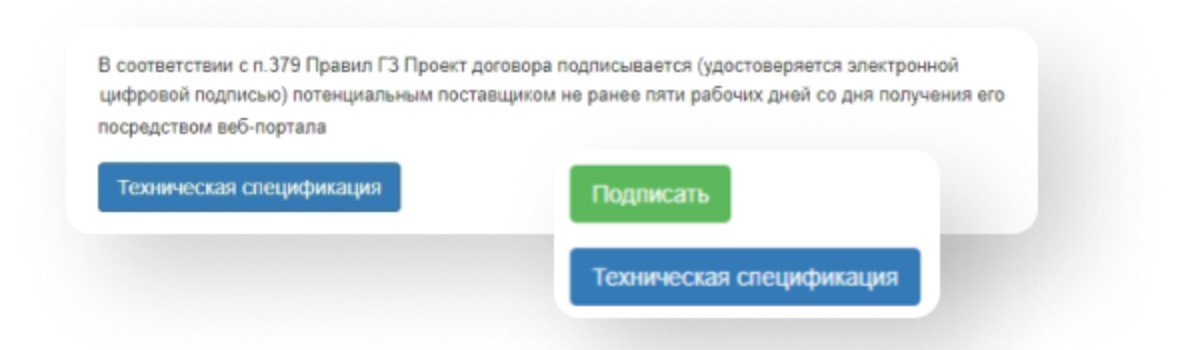 В соответствии с п.379 Правил ГЗ Проект договора подписывается (удостоверяется электронной
цифровой подписью) потенциальным поставщиком не ранее пяти рабочих дней со дня получения его
посредством веб-портала
Техническая спецификация
Подписать
Техническая спецификация